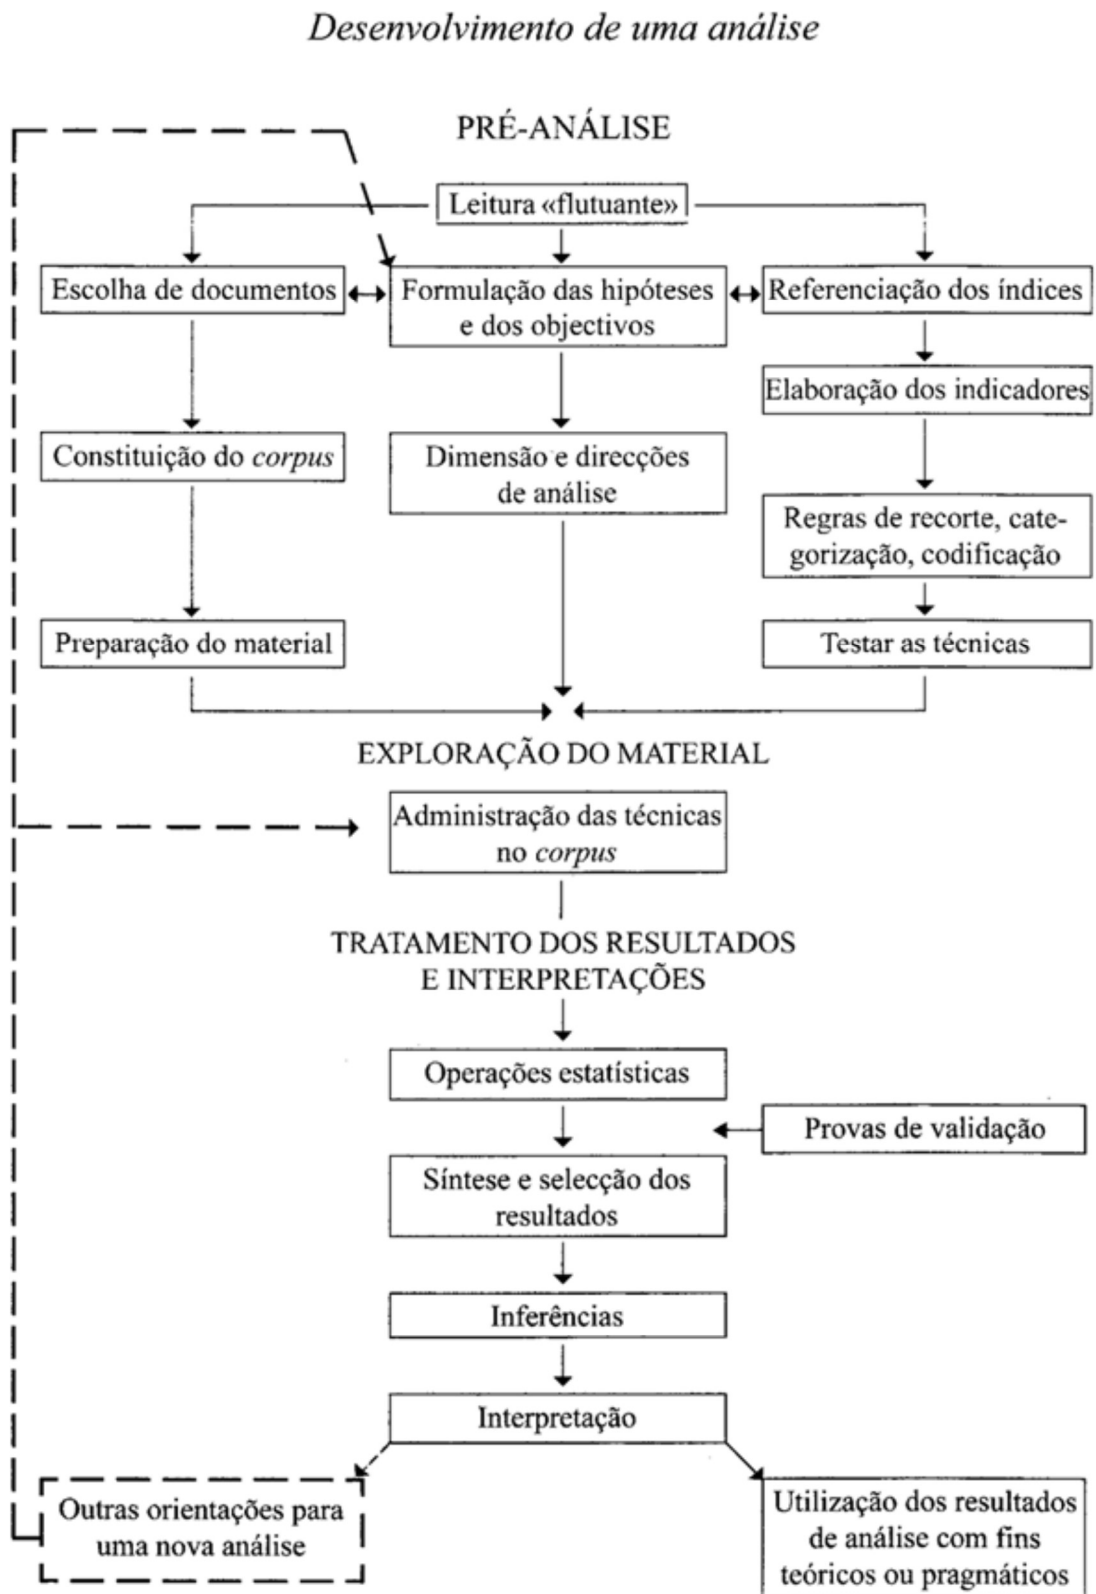 Desenvolvimento de uma análise
PRÉ-ANÁLISE
Leitura «flutuante»
Escolha de documentos
Formulação das hipóteses
e dos objectivos
Referenciação dos índices
Elaboração dos indicadores
Constituição do corpus
Dimensão e direcções
de análise
Regras de recorte, cate-
gorização, codificação
Preparação do material
Testar as técnicas
EXPLORAÇÃO DO MATERIAL
Administração das técnicas
no corpus
TRATAMENTO DOS RESULTADOS
E INTERPRETAÇÕES
Operações estatísticas
Provas de validação
Síntese e selecção dos
resultados
Inferências
Interpretação
Outras orientações para
uma nova análise
Utilização dos resultados
de análise com fins
teóricos ou pragmáticos